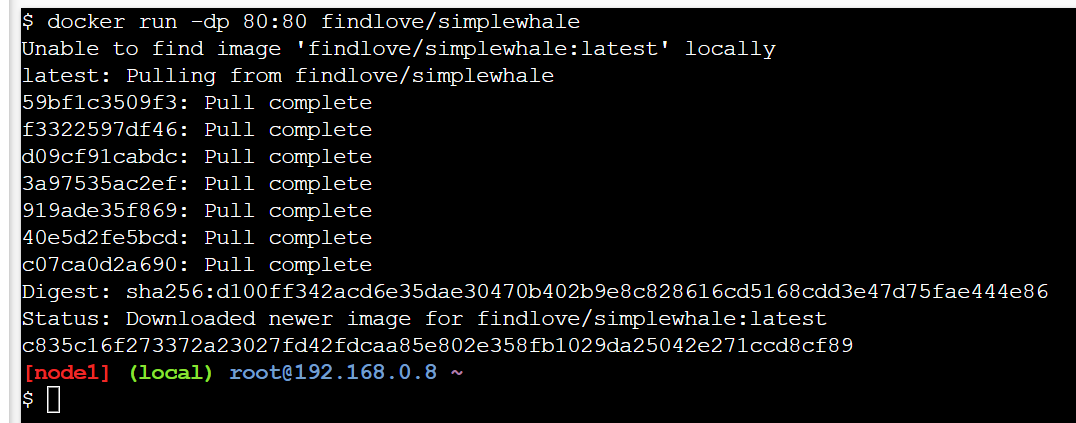 $ docker run -dp 80:80 findlove/simplewhale
Unable to find image 'findlove/simplewhale:latest' locally
latest: Pulling from findlove/simplewhale
59bf1c3509f3: Pull complete
f3322597df46: Pull complete
d09cf91cabdc: Pull complete
3a97535ac2ef: Pull complete
919ade35f869: Pull complete
40e5d2fe5bcd: Pull complete
c07ca0d2a690: Pull complete
Digest: sha256:d100ff342acd6e35dae30470b402b9e8c828616cd5168cdd3e47d75fae444e86
Status: Downloaded newer image for findlove/simplewhale:latest
c835c16f273372a23027fd42fdcaa85e802e358fb1029da25042e271ccd8cf89
[node1] (local) root@192.168.0.8 ~
$